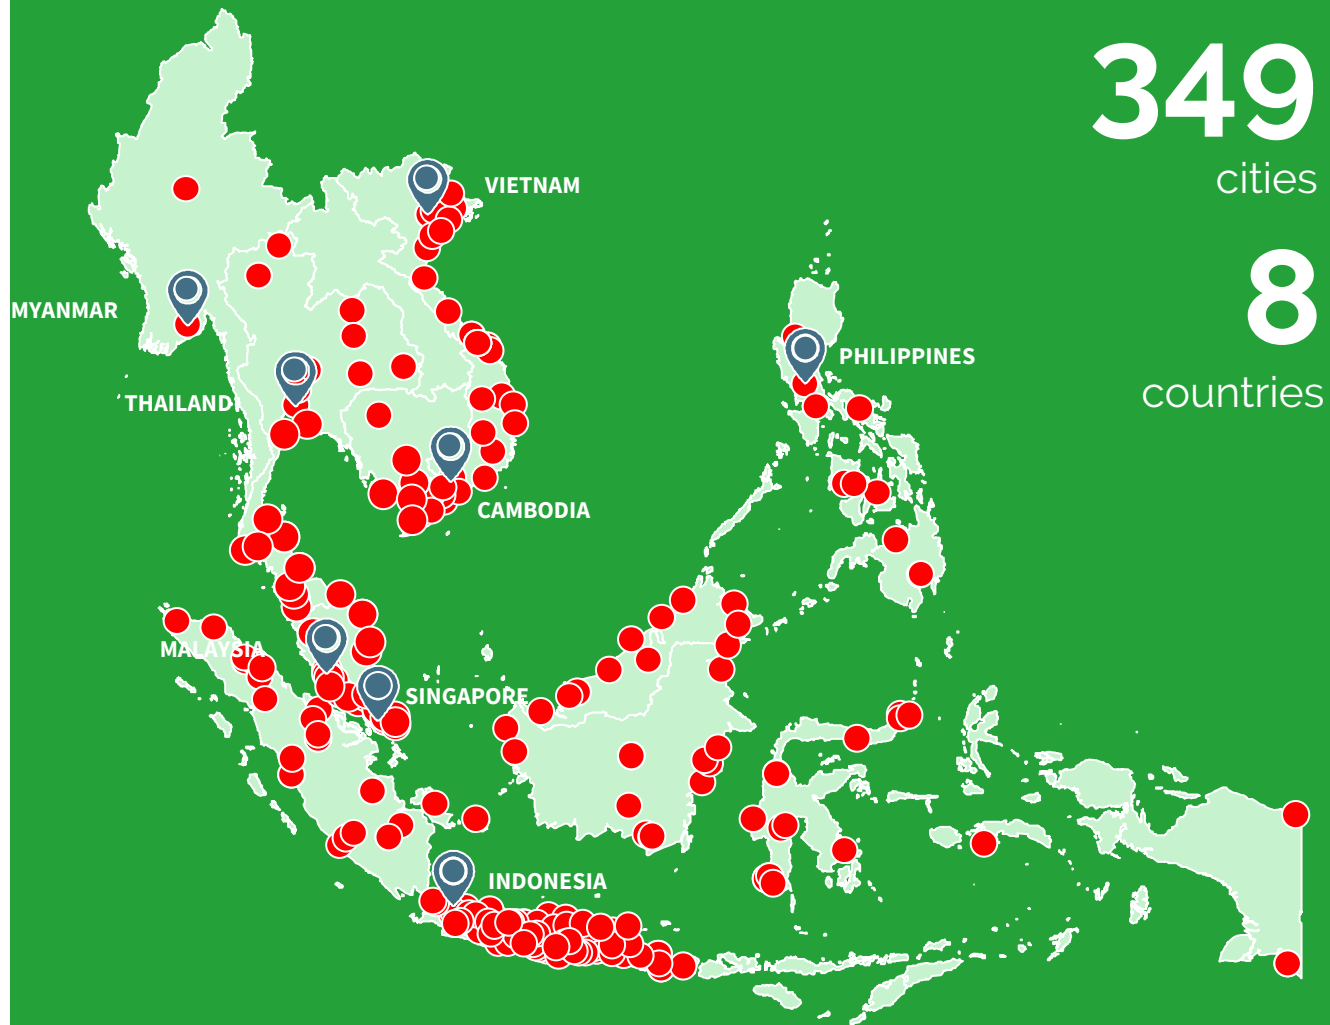 349
cities
8
countries
VIETNAM
MYANMAR
PHILIPPINES
THAILAND
CAMBODIA
MALAYSIA
SINGAPORE
INDONESIA